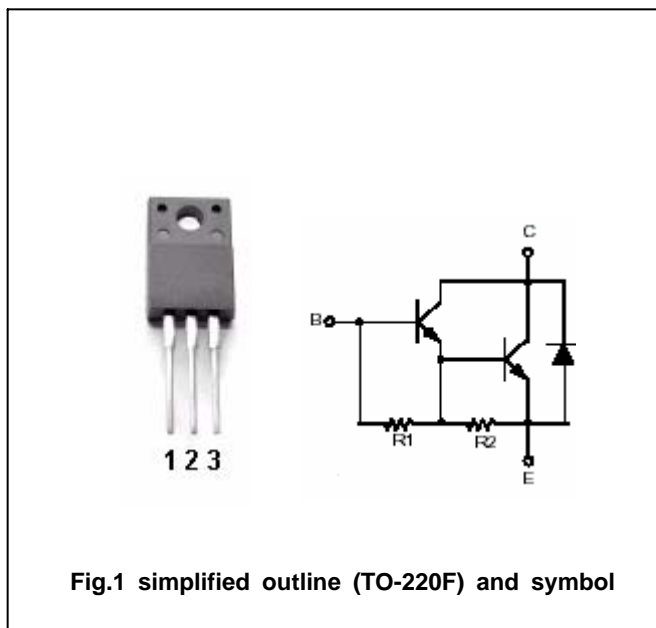 C
B
R1 R2
E
1 2 3
Fig.1 simplified outline (TO-220F) and symbol